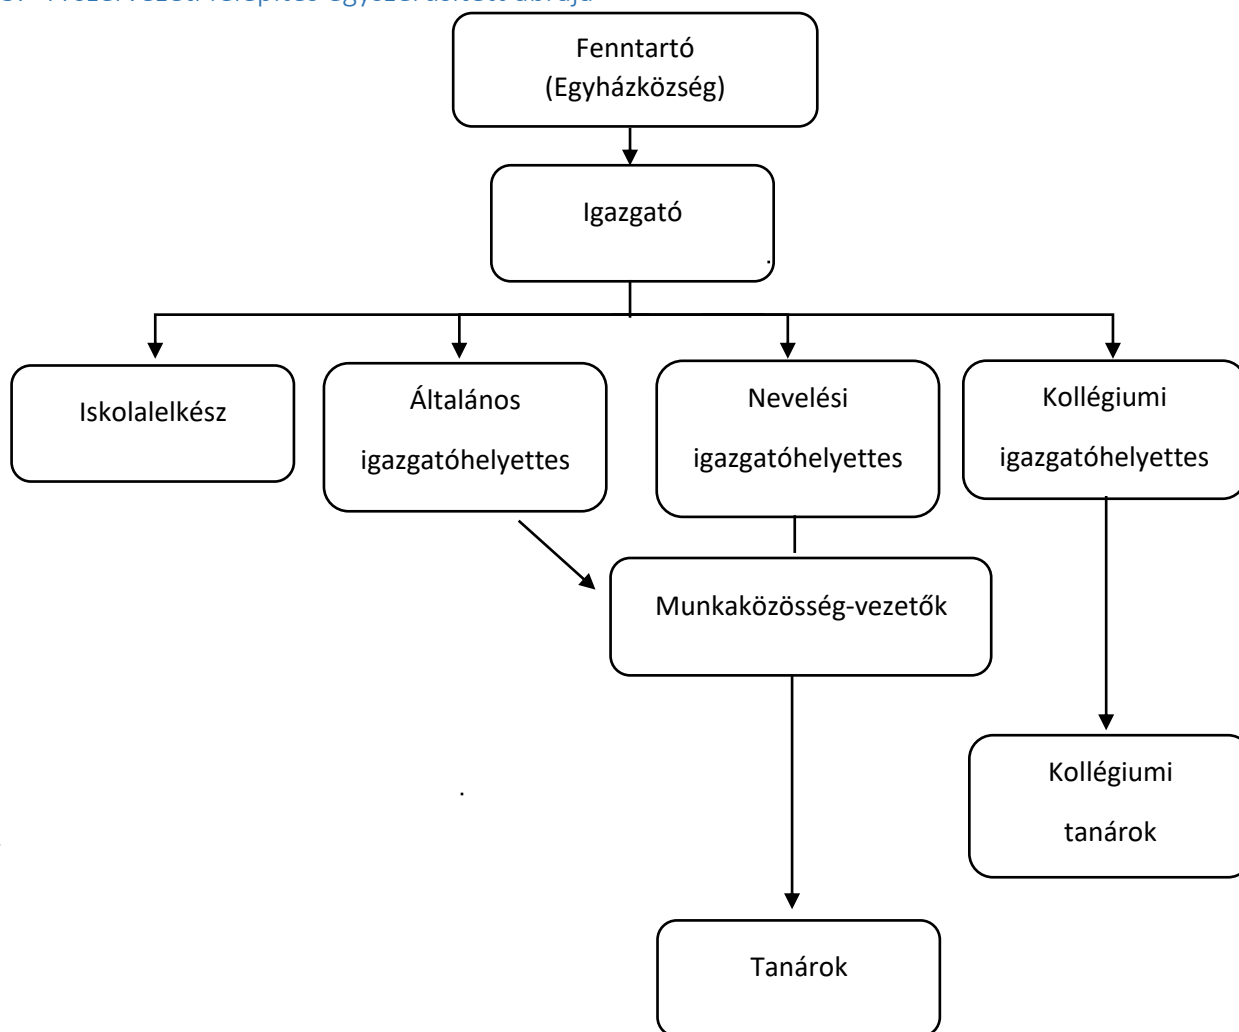 Fenntartó
(Egyházközség)
Igazgató
Iskolalelkész
Általános
igazgatóhelyettes
Nevelési
igazgatóhelyettes
Kollégiumi
igazgatóhelyettes
Munkaközösség-vezetők
Kollégiumi
tanárok
Tanárok